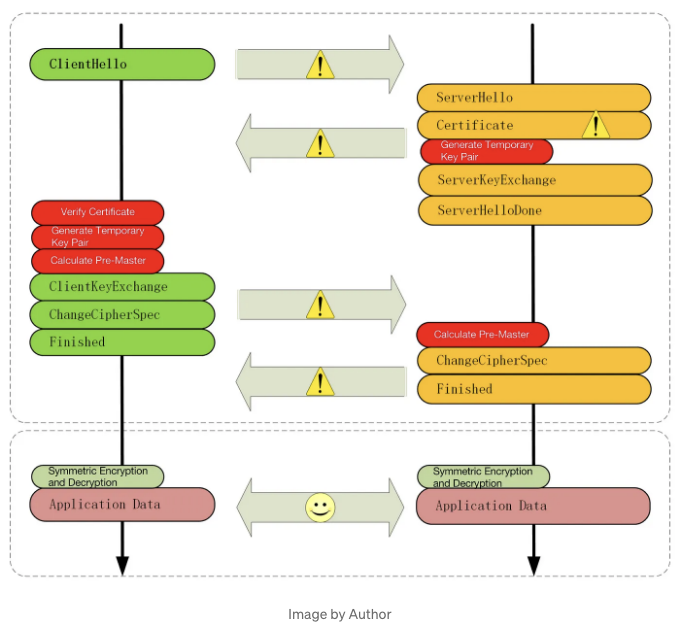 ClientHello
ServerHello
Certificate
Generate Temporary
Key Pair
ServerKeyExchange
ServerHelloDone
Verify Certificate
Generate Temporary
Key Pair
Calculate Pre-Master
ClientKeyExchange
ChangeCipherSpec
Finished
Calculate Pre-Master
ChangeCipherSpec
Finished
Symmetric Encryption
and Decryption
Application Data
Symmetric Encryption
and Decryption
Application Data
Image by Author